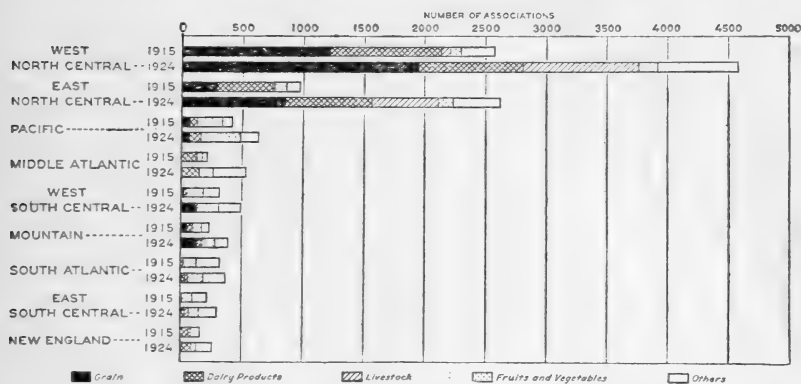 NUMBER OF ASSOCIATIONS
0 500 1000 1500 2000 2500 3000 3500 4000 4500 5000
WEST 1915
NORTH CENTRAL-- 1924
EAST 1915
NORTH CENTRAL-- 1924
PACIFIC 1915
1924
MIDDLE ATLANTIC 1915
1924
WEST 1915
SOUTH CENTRAL-- 1924
MOUNTAIN -------- 1915
1924
SOUTH ATLANTIC -- 1915
1924
EAST 1915
SOUTH CENTRAL-- 1924
NEW ENGLAND ----- 1915
1924
Grain Dairy Products Livestock Fruits and Vegetables Others